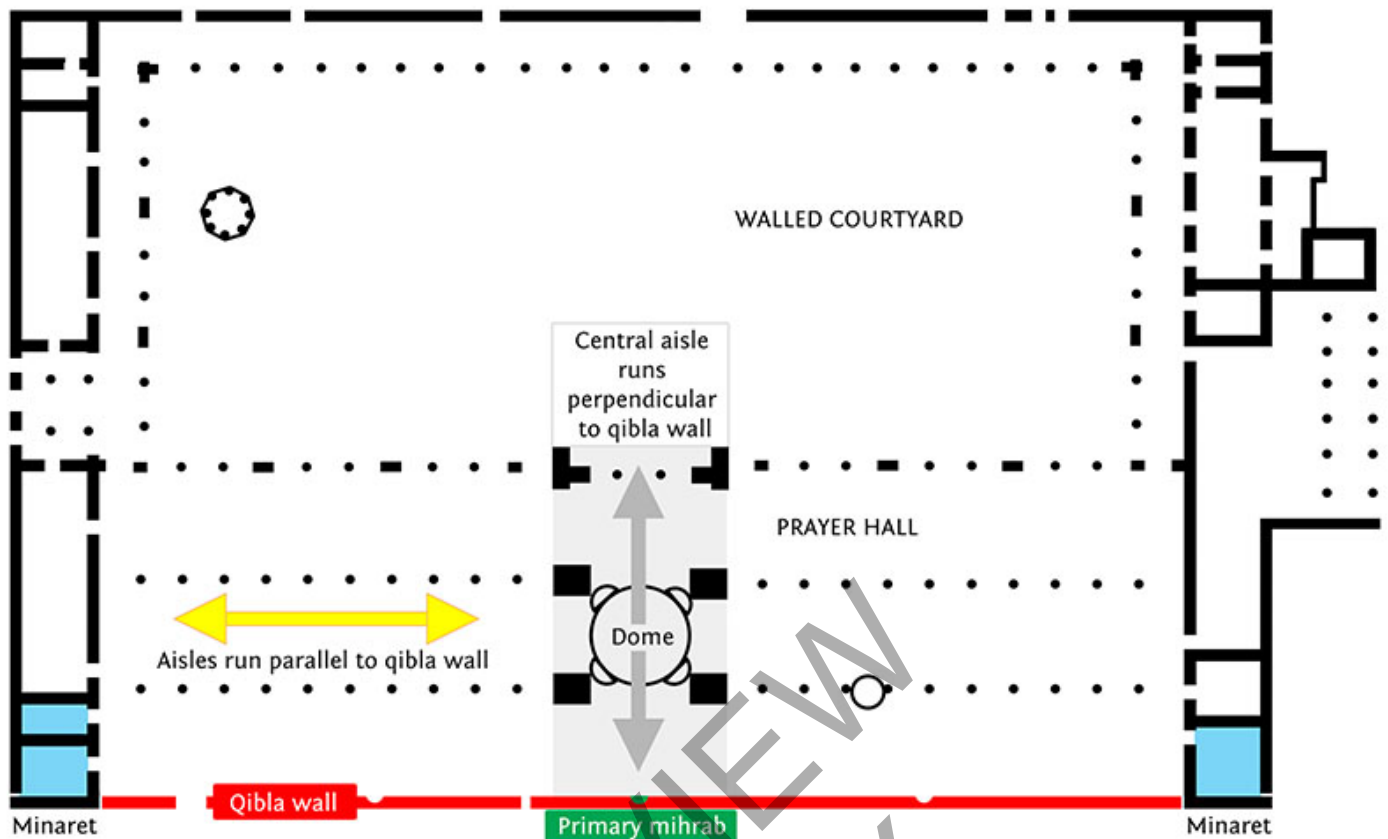 WALLED COURTYARD
Central aisle
runs
perpendicular
to qibla wall
PRAYER HALL
Dome
Aisles run parallel to qibla wall
Qibla wall
Minaret
Primary mihrab
Minaret